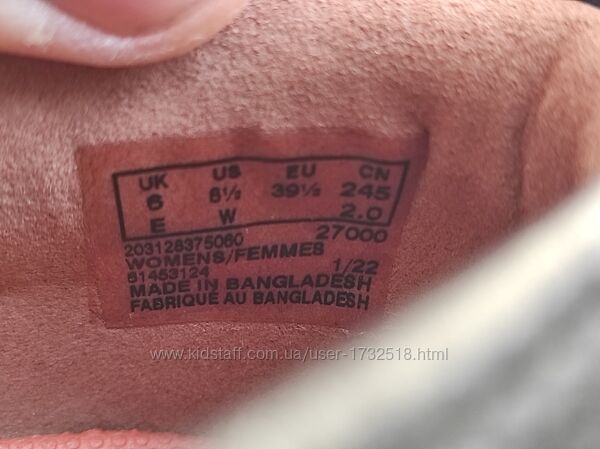 UK US EU CN
6 8½ 39½ 245
E W 2.0
203128375060 27000
WOMENS/FEMMES
61453124 1/22
MADE IN BANGLADESH
FABRIQUE AU BANGLADESH
www.kidstaff.com.ua/user-1732518.html